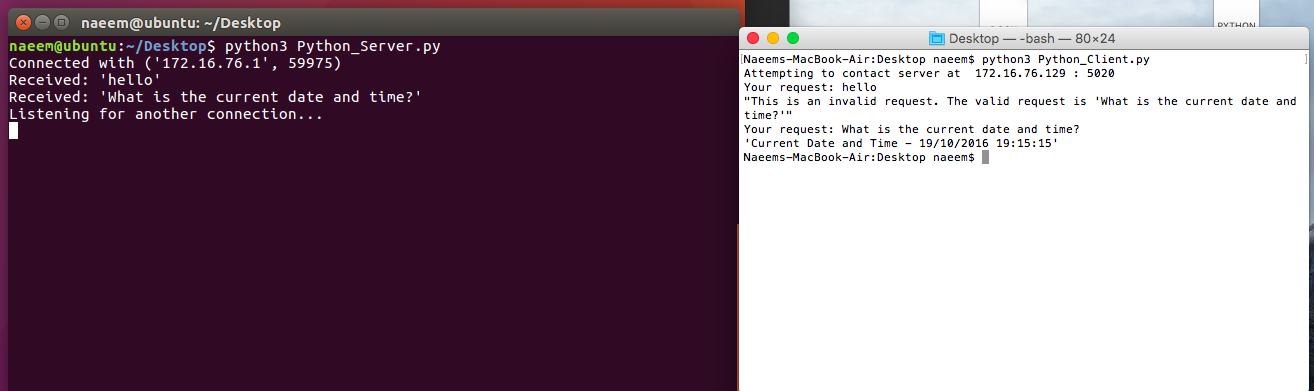 naeem@ubuntu: ~/Desktop
naeem@ubuntu:~/Desktop$ python3 Python_Server.py
Connected with ('172.16.76.1', 59975)
Received: 'hello'
Received: 'What is the current date and time?'
Listening for another connection...
PYTHON
Desktop — -bash — 80×24
Naeems-MacBook-Air:Desktop naeem$ python3 Python_Client.py
Attempting to contact server at  172.16.76.129 : 5020
Your request: hello
"This is an invalid request. The valid request is 'What is the current date and
time?'"
Your request: What is the current date and time?
'Current Date and Time - 19/10/2016 19:15:15'
Naeems-MacBook-Air:Desktop naeem$